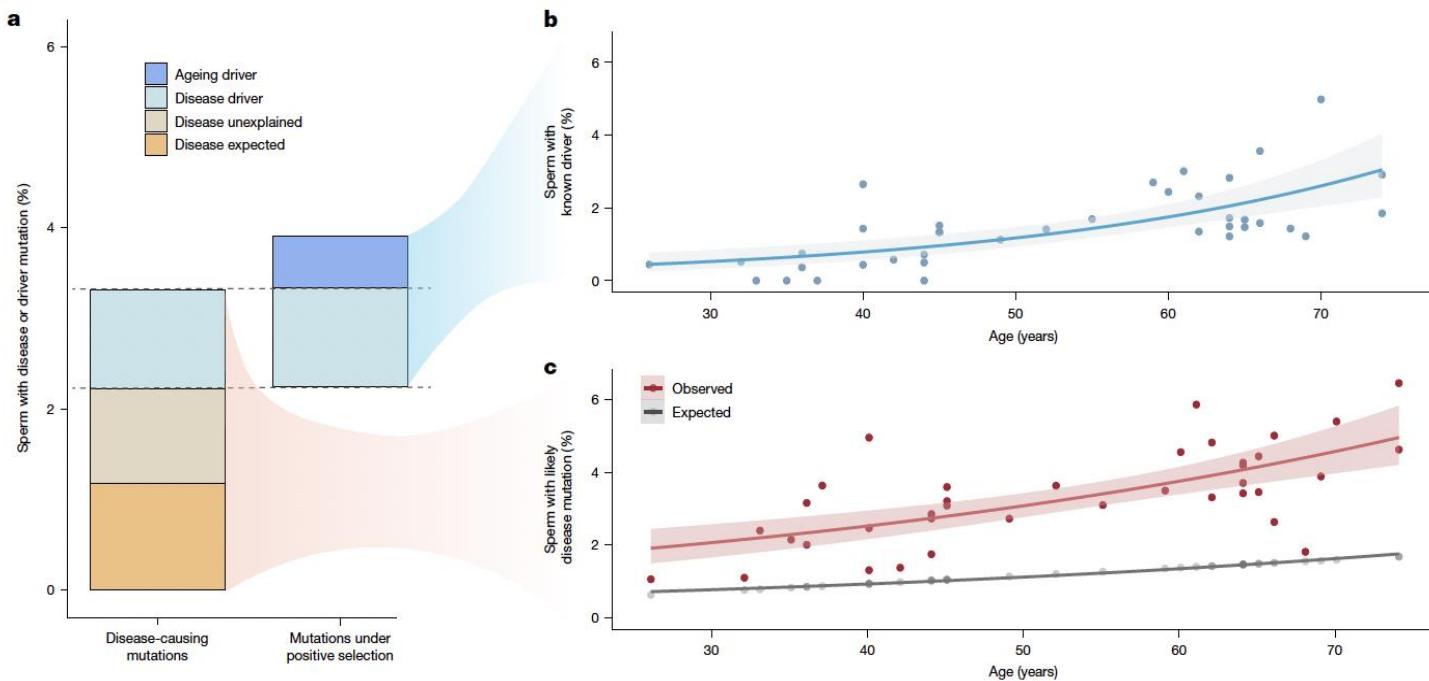 a
Sperm with disease or driver mutation (%)
6
4
2
0
Ageing driver
Disease driver
Disease unexplained
Disease expected
Disease-causing
mutations
Mutations under
positive selection
b
Sperm with
known driver (%)
6
4
2
0
30
40
50
60
70
Age (years)
c
Sperm with likely
disease mutation (%)
6
4
2
0
Observed
Expected
30
40
50
60
70
Age (years)